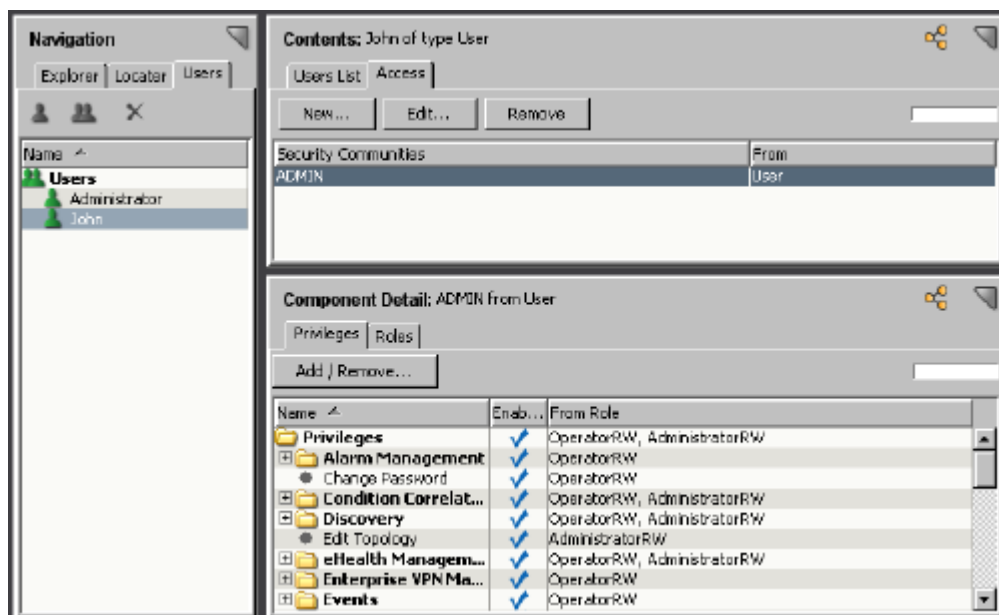 Navigation
Explorer Locater Users
Name
Users
Administrator
John
Contents: John of type User
Users List Access
New... Edit... Remove
Security Communities From
ADMIN User
Component Detail: ADMIN from User
Privileges Roles
Add / Remove...
Name Enab... From Role
Privileges OperatorRW, AdministratorRW
Alarm Management OperatorRW
Change Password OperatorRW
Condition Correlat... OperatorRW, AdministratorRW
Discovery OperatorRW, AdministratorRW
Edit Topology AdministratorRW
eHealth Managem... OperatorRW, AdministratorRW
Enterprise VPN Ma... OperatorRW
Events OperatorRW